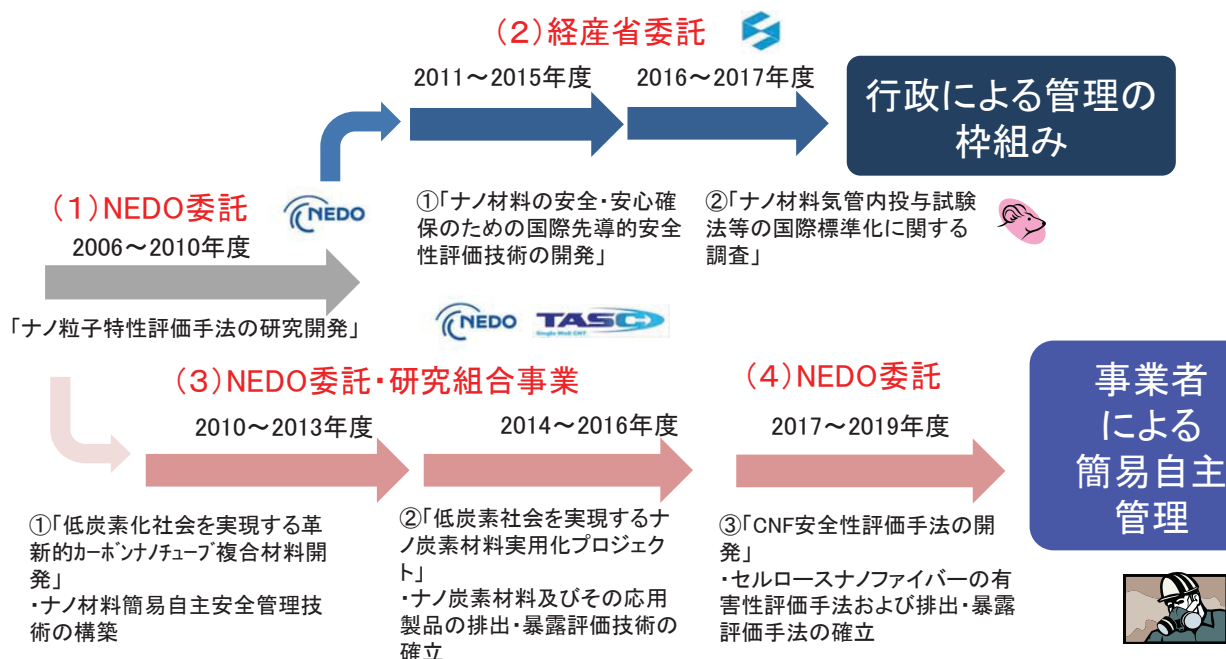 (2)経産省委託
2011～2015年度
2016～2017年度
行政による管理の
枠組み
(1)NEDO委託
NEDO
2006～2010年度
「ナノ粒子特性評価手法の研究開発」
①「ナノ材料の安全・安心確
保のための国際先導的安全
性評価技術の開発」
②「ナノ材料気管内投与試験
法等の国際標準化に関する
調査」
NEDO
TASC
Single Wall CNT
(3)NEDO委託・研究組合事業
2010～2013年度
2014～2016年度
(4)NEDO委託
2017～2019年度
事業者
による
簡易自主
管理
①「低炭素化社会を実現する革
新的ｶｰﾎﾞﾝﾅﾉﾁｭｰﾌﾞ複合材料開
発」
・ナノ材料簡易自主安全管理技
術の構築
②「低炭素社会を実現するナ
ノ炭素材料実用化プロジェク
ト」
・ナノ炭素材料及びその応用
製品の排出・暴露評価技術の
確立
③「CNF安全性評価手法の開
発」
・セルロースナノファイバーの有
害性評価手法および排出・暴露
評価手法の確立